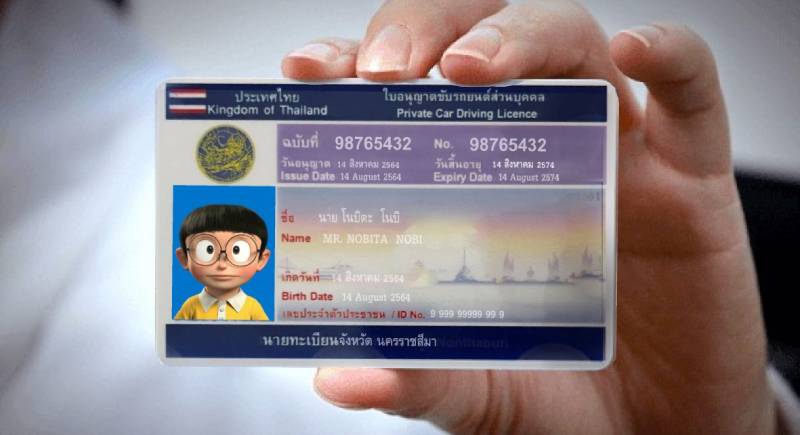 ประเทศไทย ใบอนุญาตขับรถยนต์ส่วนบุคคล
Kingdom of Thailand Private Car Driving Licence
ฉบับที่ 98765432 No. 98765432
วันอนุญาต 14 สิงหาคม 2564 วันสิ้นอายุ 14 สิงหาคม 2574
Issue Date 14 August 2564 Expiry Date 14 August 2574
ชื่อ นาย โนบิตะ โนบิ
Name MR. NOBITA NOBI
เกิดวันที่ 14 สิงหาคม 2564
Birth Date 14 August 2564
เลขประจำตัวประชาชน / ID No. 9 999 99999 99 9
นายทะเบียนจังหวัด นครราชสีมา